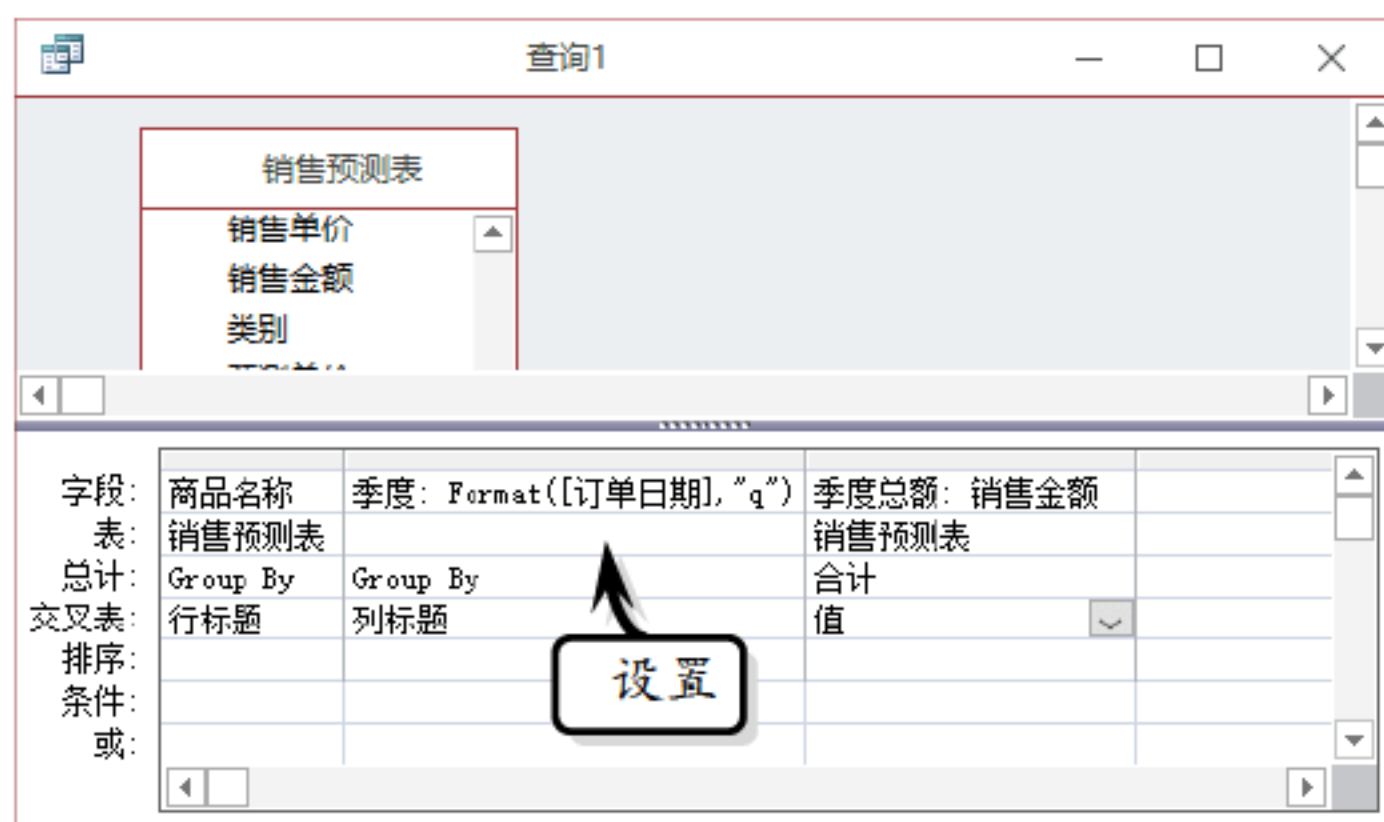 查询1
销售预测表
销售单价
销售金额
类别
字段: 商品名称 季度: Format([订单日期],"q") 季度总额: 销售金额
表: 销售预测表 销售预测表
总计: Group By Group By 合计
交叉表: 行标题 列标题 值
排序:
设置
条件:
或: